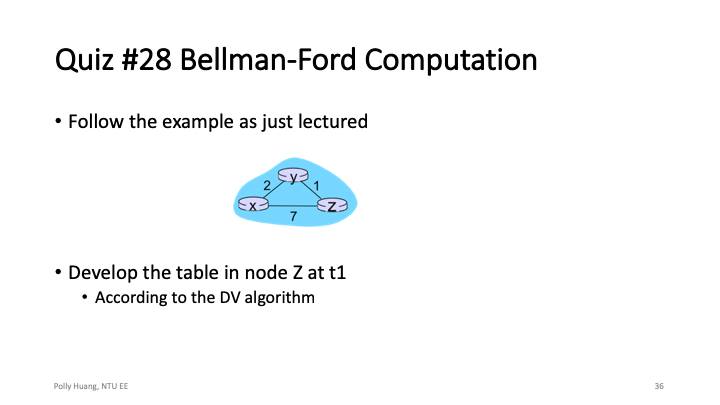 Quiz #28 Bellman-Ford Computation
• Follow the example as just lectured
y
2 1
x z
7
• Develop the table in node Z at t1
• According to the DV algorithm
Polly Huang, NTU EE 36